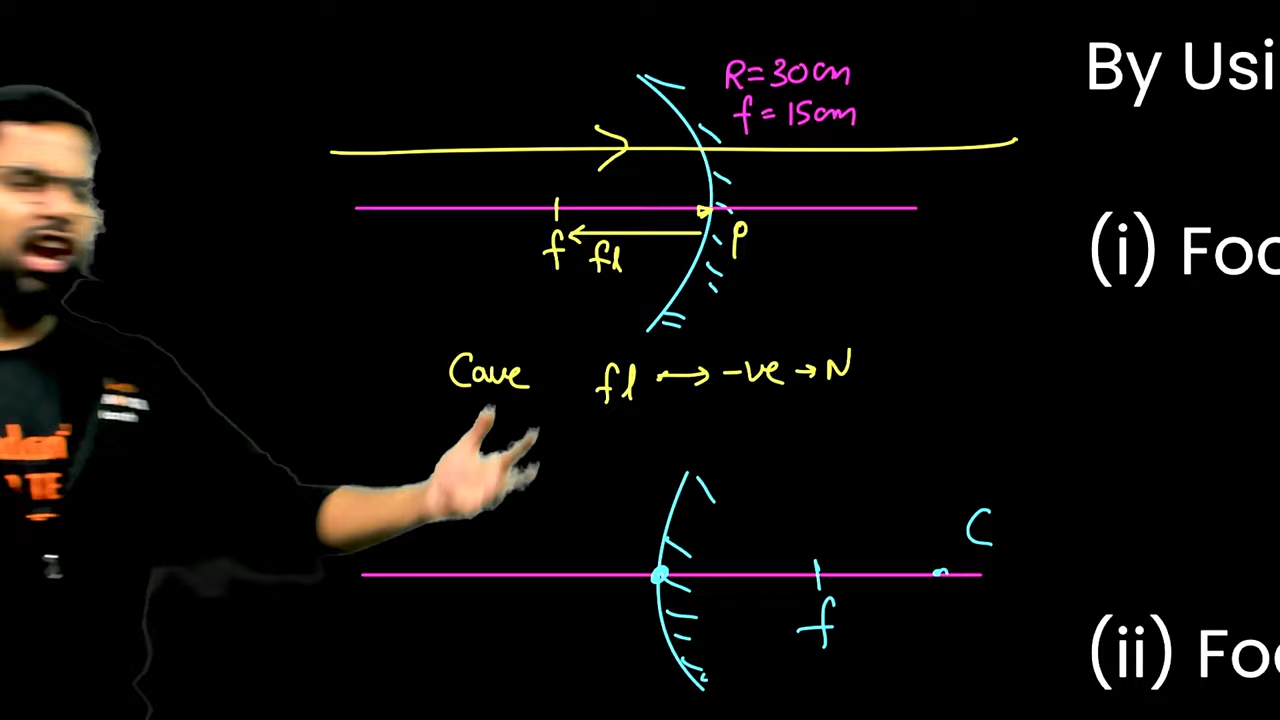 R=30cm
f=15cm
By Usi
f
fl
P
(i) Foc
Cave fl → -ve → N
C
f
(ii) Foc